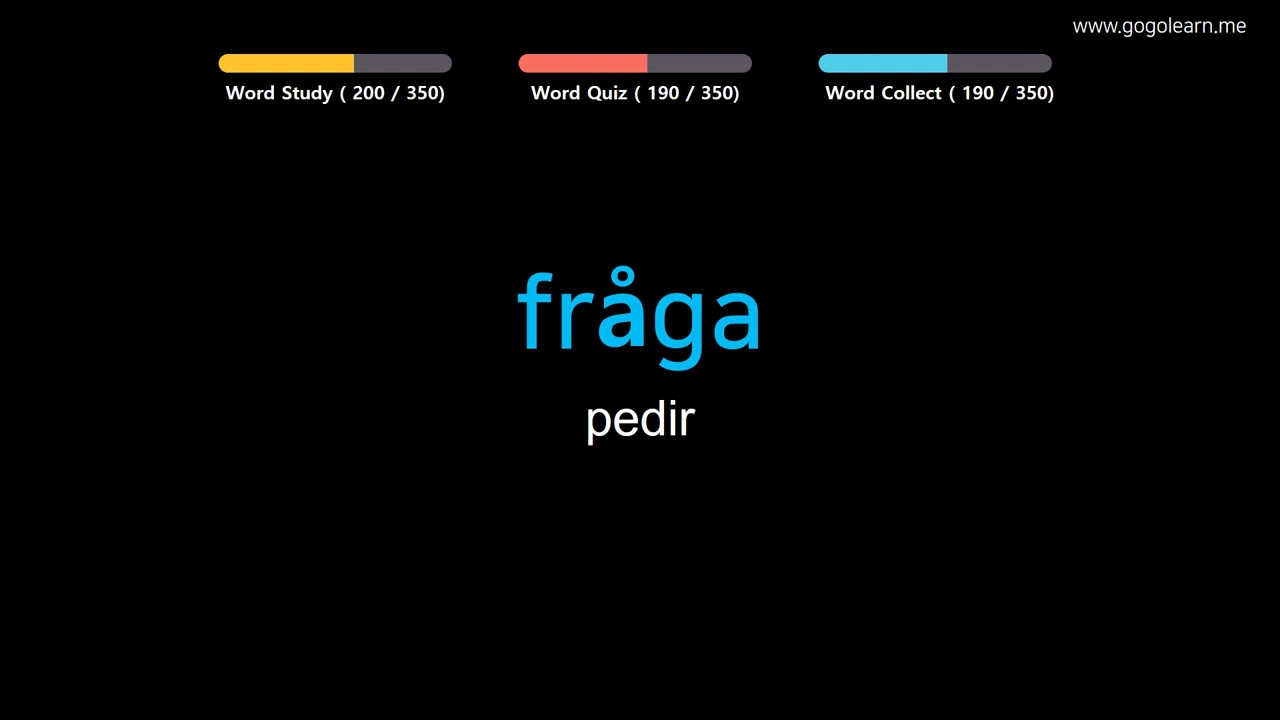 www.gogolearn.me
Word Study ( 200 / 350)
Word Quiz ( 190 / 350)
Word Collect ( 190 / 350)
fråga
pedir